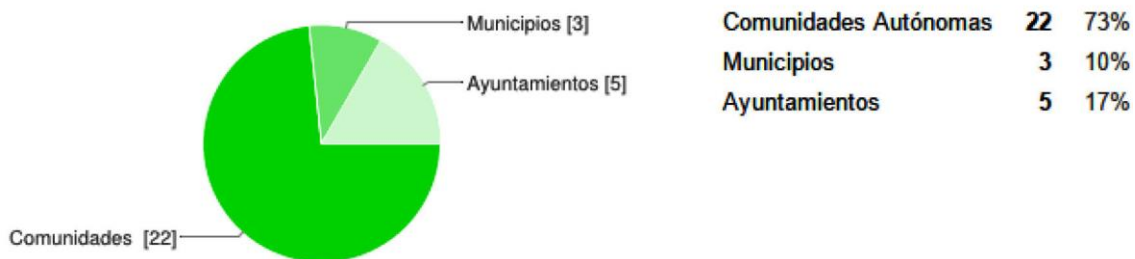 Municipios [3]
Ayuntamientos [5]
Comunidades [22]
Comunidades Autónomas 22 73%
Municipios 3 10%
Ayuntamientos 5 17%